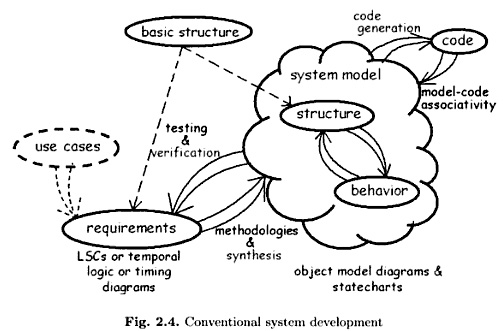 code
generation
basic structure
code
system model
model-code
associativity
structure
testing
&
verification
use cases
behavior
requirements
methodologies
&
synthesis
LSCs or temporal
logic or timing
diagrams
object model diagrams &
statecharts
Fig. 2.4. Conventional system development